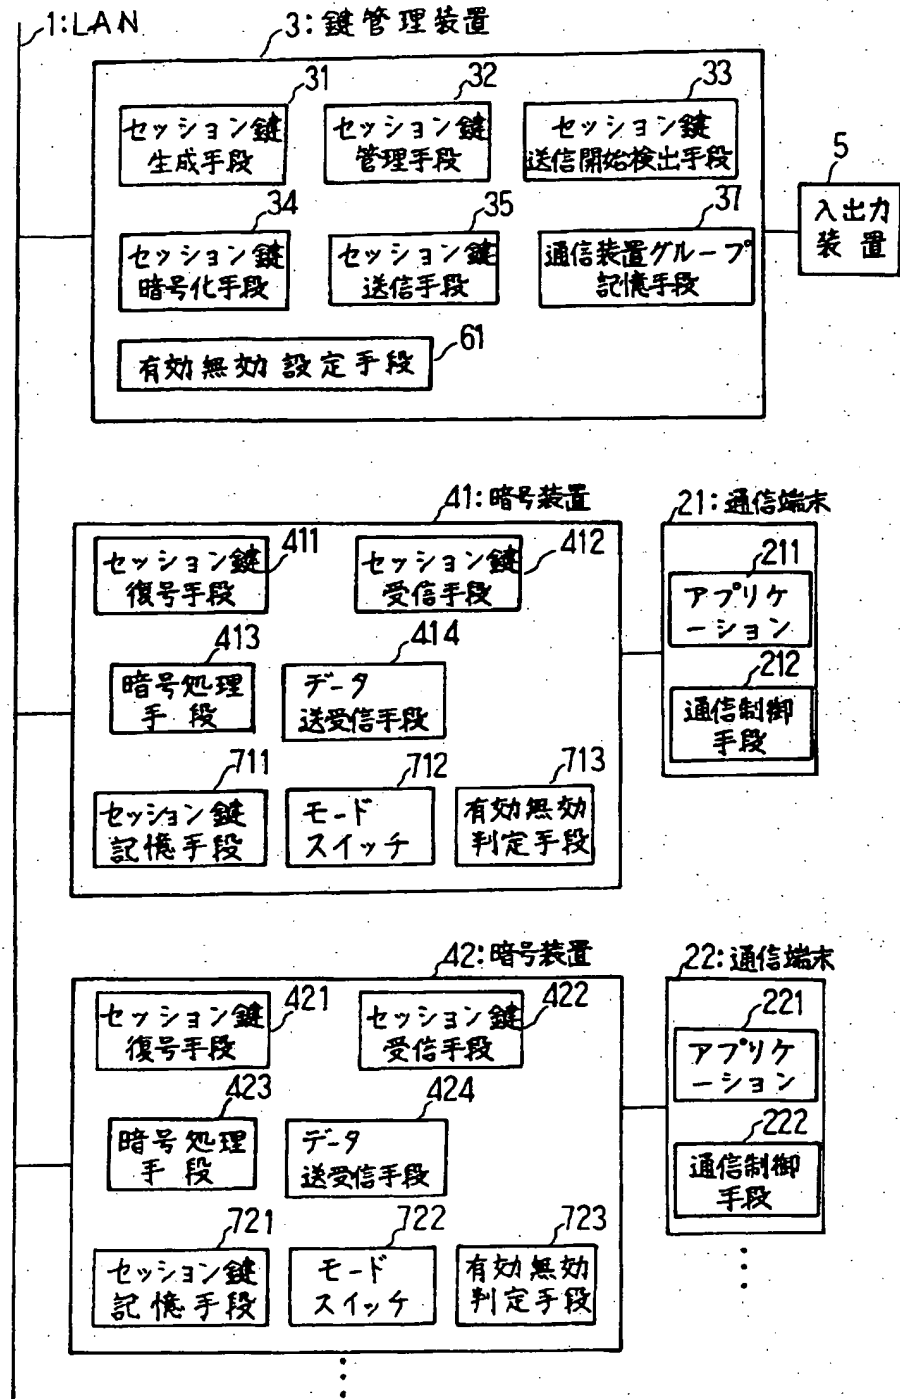 1:LAN
3:鍵管理装置
31
セッション鍵
生成手段
32
セッション鍵
管理手段
33
セッション鍵
送信開始検出手段
5
入出力
装置
34
セッション鍵
暗号化手段
35
セッション鍵
送信手段
37
通信装置グループ
記憶手段
61
有効無効設定手段
41:暗号装置
411
セッション鍵
復号手段
412
セッション鍵
受信手段
413
暗号処理
手段
414
データ
送受信手段
711
セッション鍵
記憶手段
712
モード
スイッチ
713
有効無効
判定手段
21:通信端末
211
アプリケ
ーション
212
通信制御
手段
42:暗号装置
421
セッション鍵
復号手段
422
セッション鍵
受信手段
423
暗号処理
手段
424
データ
送受信手段
721
セッション鍵
記憶手段
722
モード
スイッチ
723
有効無効
判定手段
22:通信端末
221
アプリケ
ーション
222
通信制御
手段